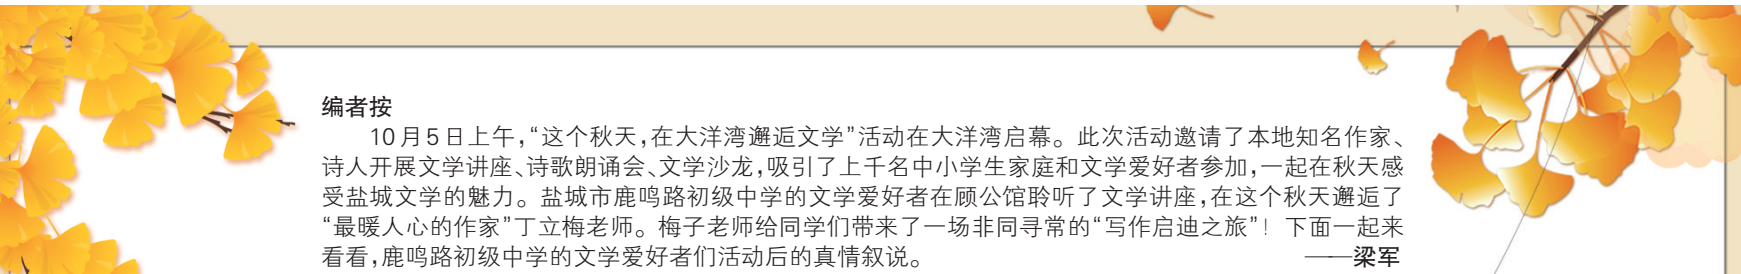 编者按
10月5日上午，“这个秋天，在大洋湾邂逅文学”活动在大洋湾启幕。此次活动邀请了本地知名作家、
诗人开展文学讲座、诗歌朗诵会、文学沙龙，吸引了上千名中小学生家庭和文学爱好者参加，一起在秋天感
受盐城文学的魅力。盐城市鹿鸣路初级中学的文学爱好者在顾公馆聆听了文学讲座，在这个秋天邂逅了
“最暖人心的作家”丁立梅老师。梅子老师给同学们带来了一场非同寻常的“写作启迪之旅”！下面一起来
看看，鹿鸣路初级中学的文学爱好者们活动后的真情叙说。 ——梁军